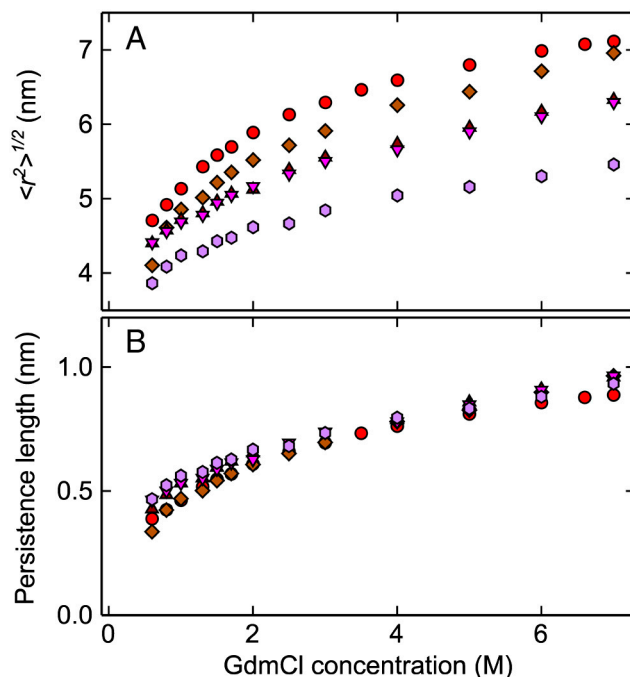 A
<r²>^1/2 (nm)
7
6
5
4
B
Persistence length (nm)
1.0
0.5
0.0
0 2 4 6
GdmCl concentration (M)